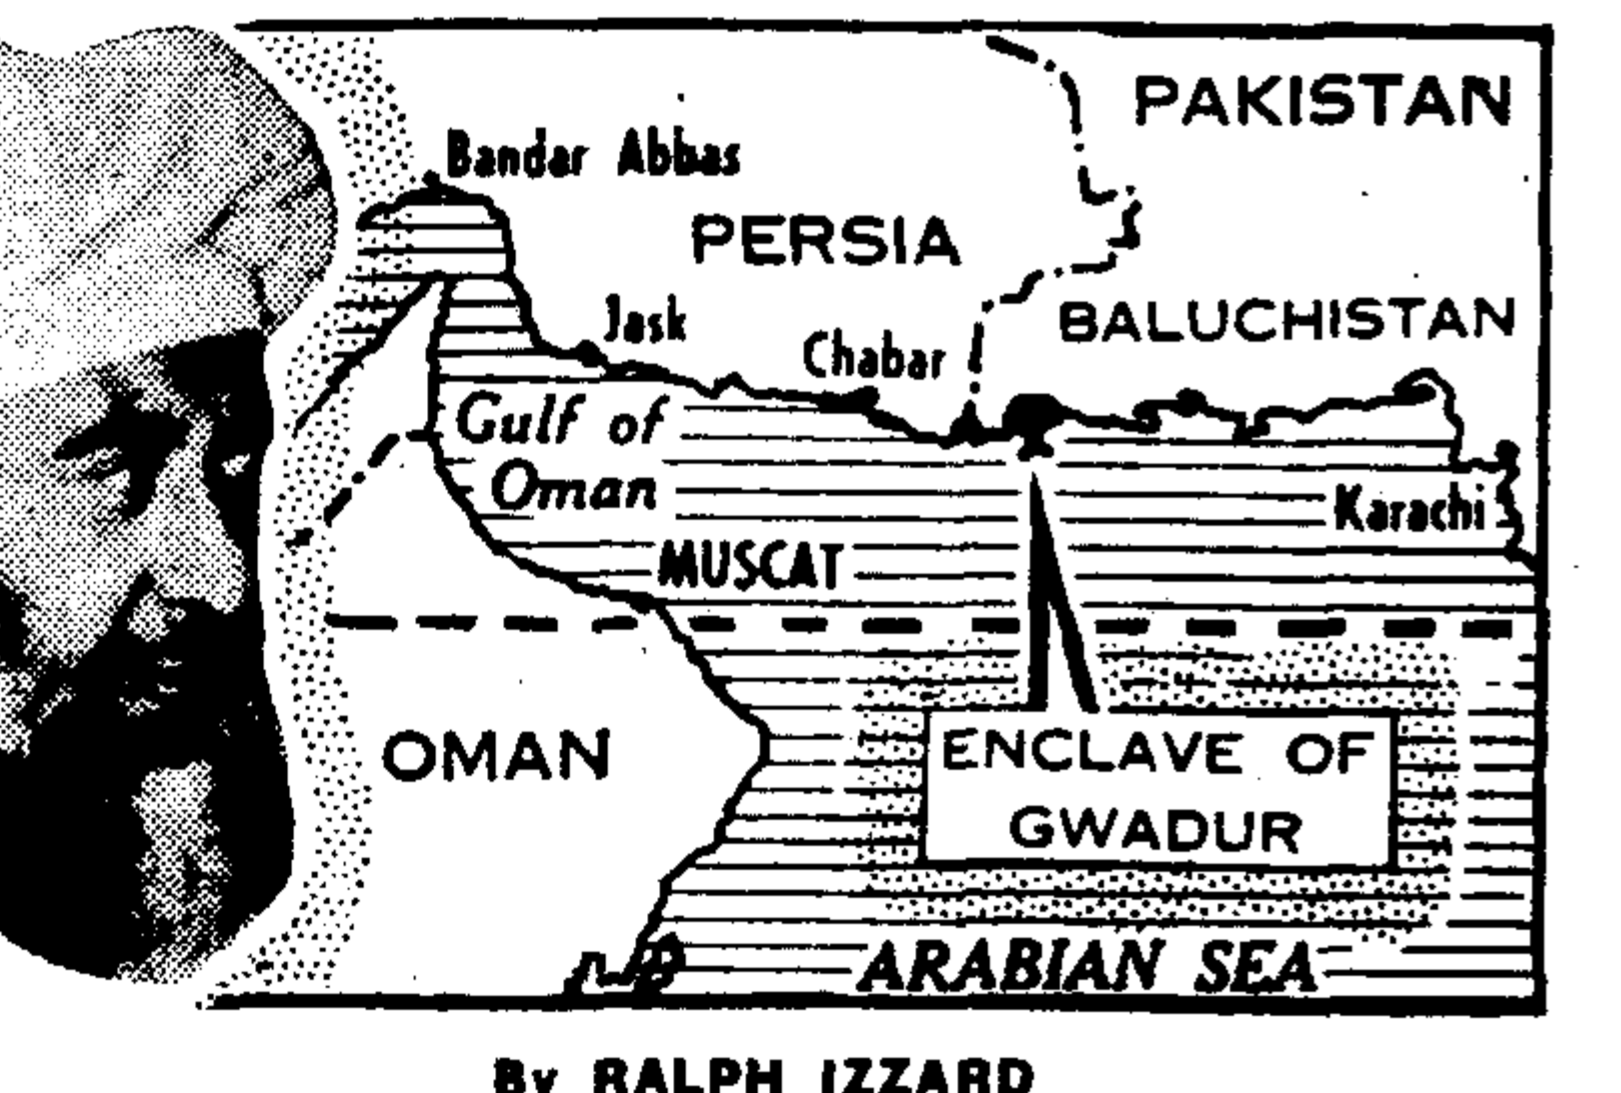 PAKISTAN
Bandar Abbas
PERSIA
BALUCHISTAN
Jask
Chabar
Gulf of
Oman
Karachi
MUSCAT
OMAN
ENCLAVE OF
GWADUR
ARABIAN SEA
By RALPH IZZARD